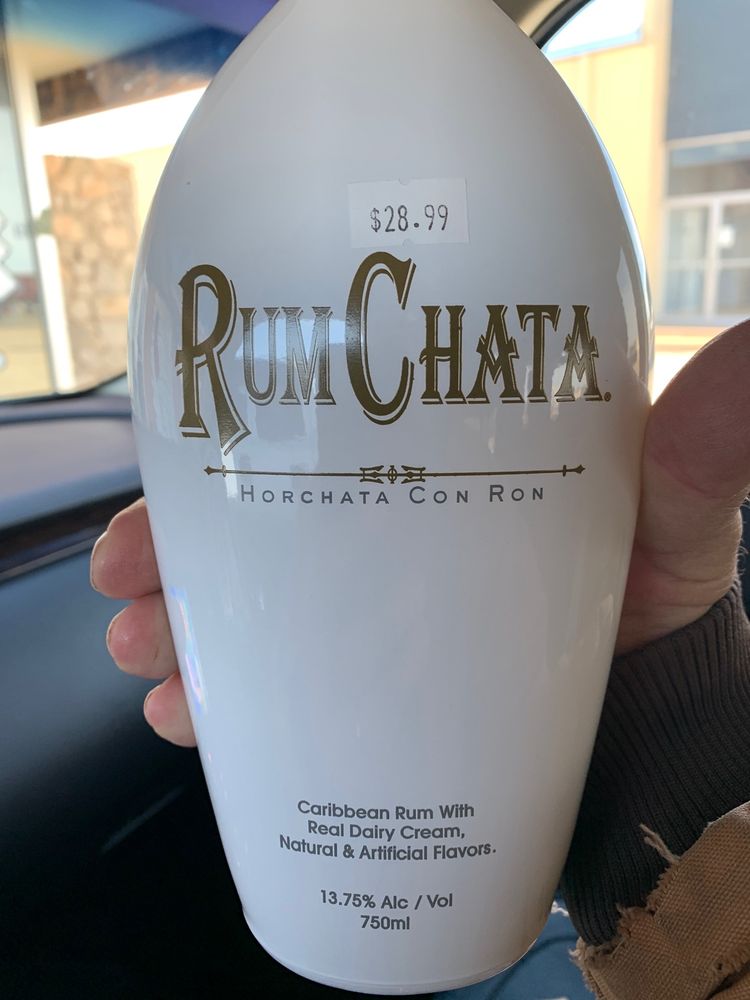 $28.99
RUMCHATA.
HORCHATA CON RON
Caribbean Rum With
Real Dairy Cream,
Natural & Artificial Flavors.
13.75% Alc / Vol
750ml